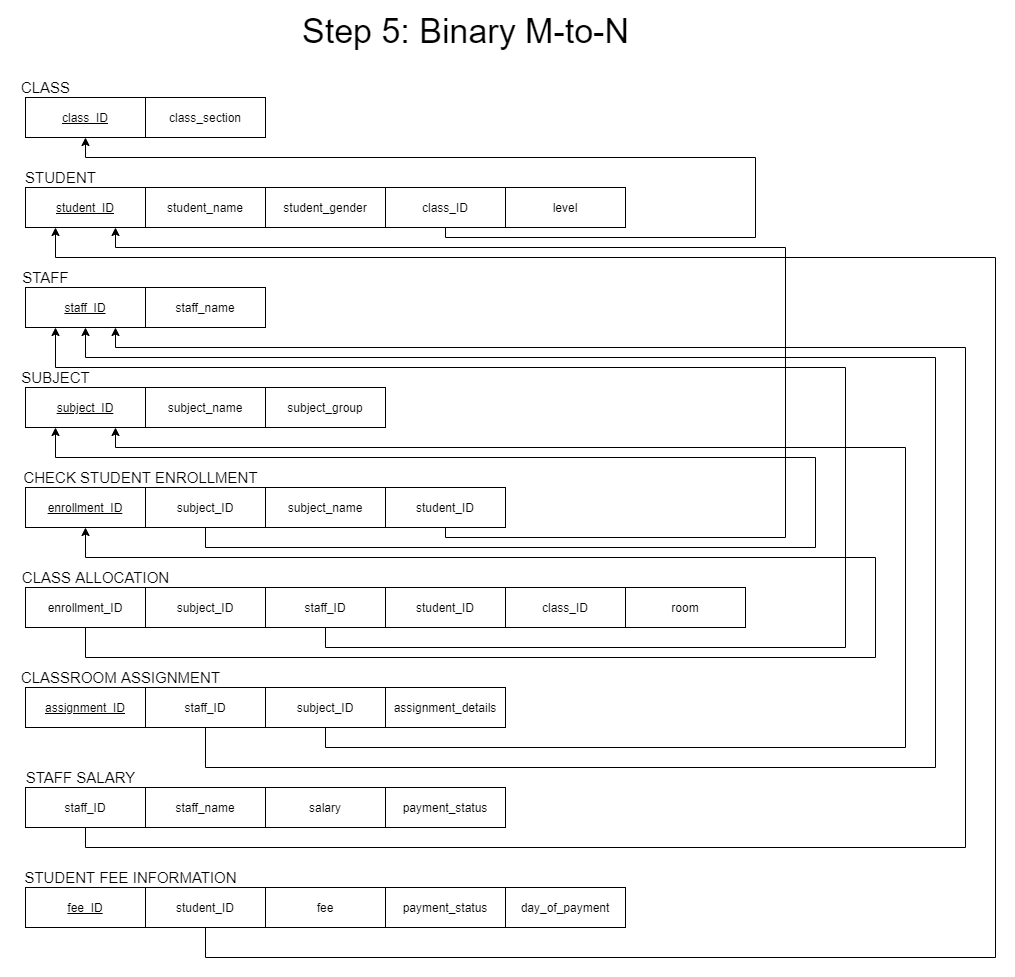 Step 5: Binary M-to-N
CLASS
class_ID class_section
STUDENT
student_ID student_name student_gender class_ID level
STAFF
staff_ID staff_name
SUBJECT
subject_ID subject_name subject_group
CHECK STUDENT ENROLLMENT
enrollment_ID subject_ID subject_name student_ID
CLASS ALLOCATION
enrollment_ID subject_ID staff_ID student_ID class_ID room
CLASSROOM ASSIGNMENT
assignment_ID staff_ID subject_ID assignment_details
STAFF SALARY
staff_ID staff_name salary payment_status
STUDENT FEE INFORMATION
fee_ID student_ID fee payment_status day_of_payment